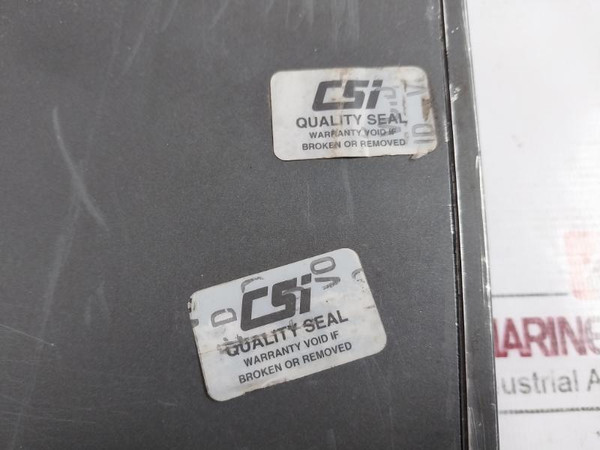 CSi
QUALITY SEAL
WARRANTY VOID IF
BROKEN OR REMOVED
CSi
QUALITY SEAL
WARRANTY VOID IF
BROKEN OR REMOVED
MARINE
ustrial A